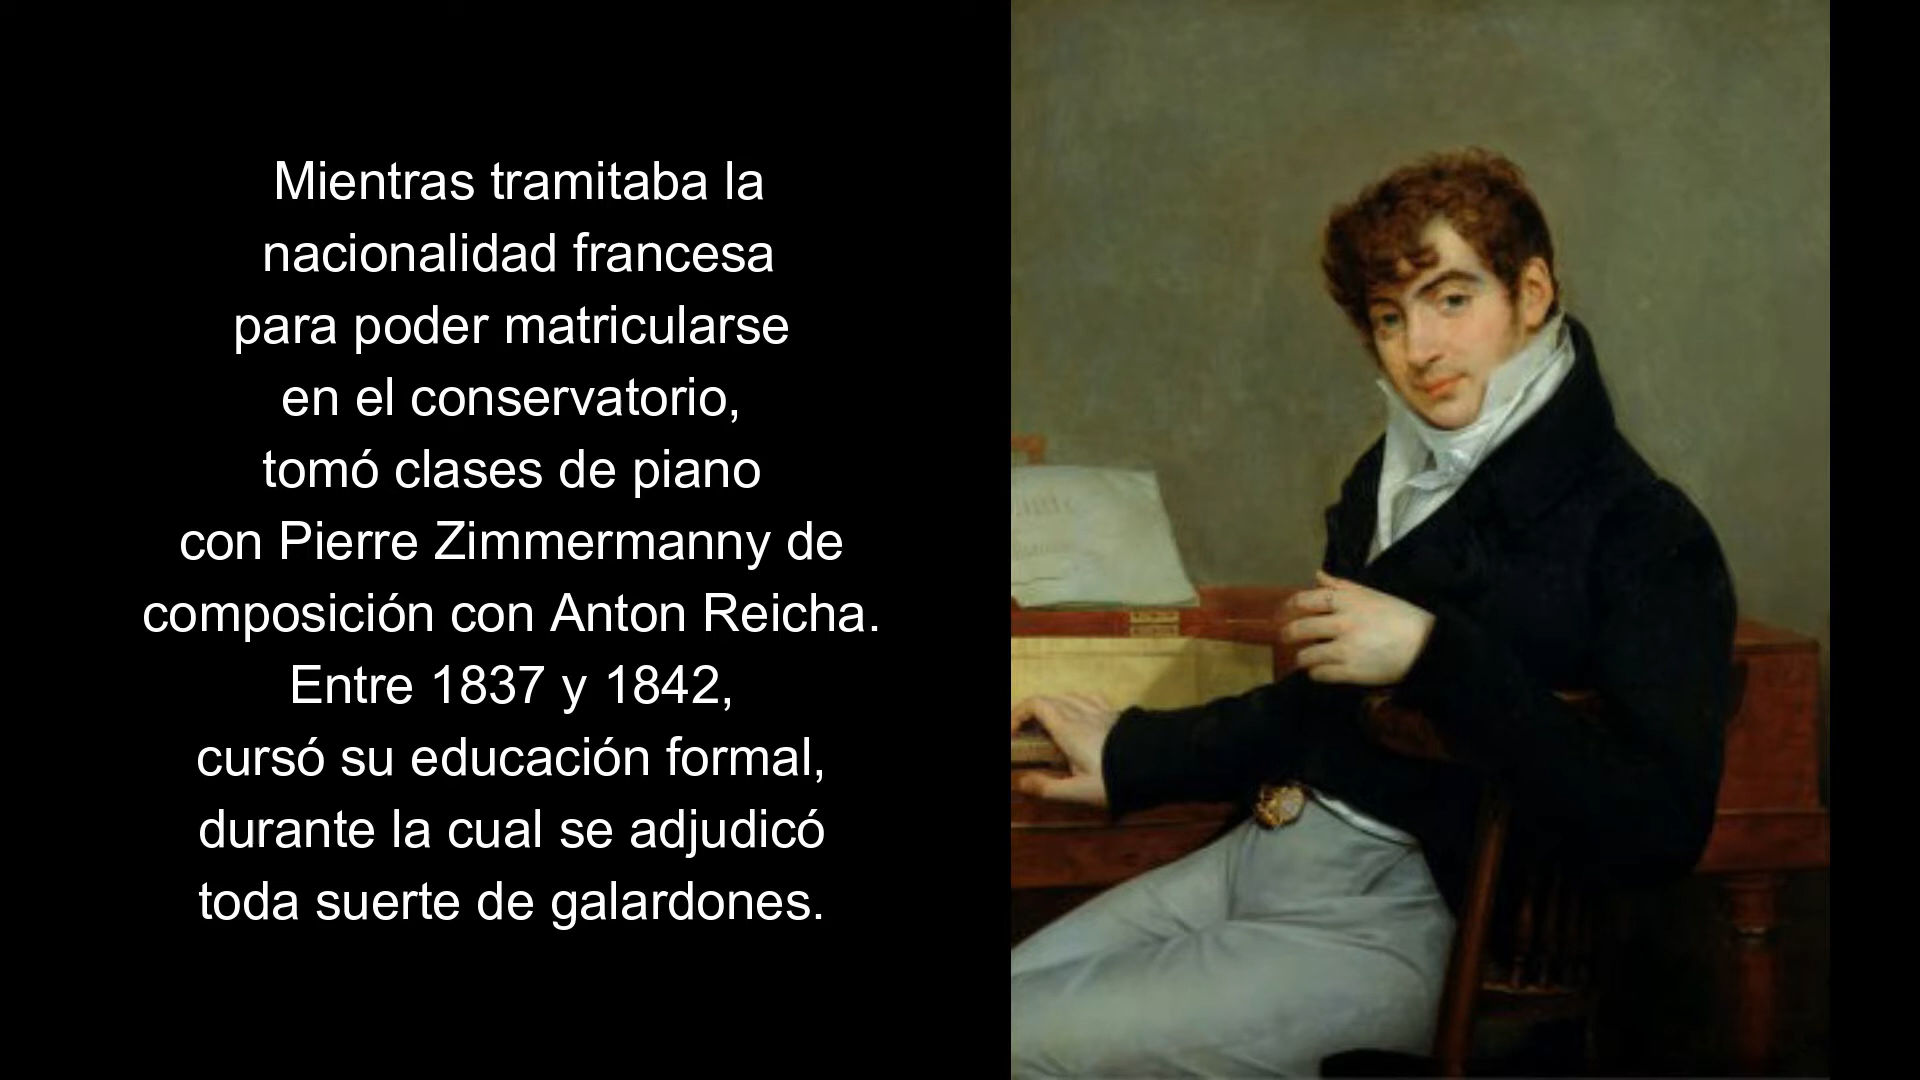 Mientras tramitaba la
nacionalidad francesa
para poder matricularse
en el conservatorio,
tomó clases de piano
con Pierre Zimmermanny de
composición con Anton Reicha.
Entre 1837 y 1842,
cursó su educación formal,
durante la cual se adjudicó
toda suerte de galardones.